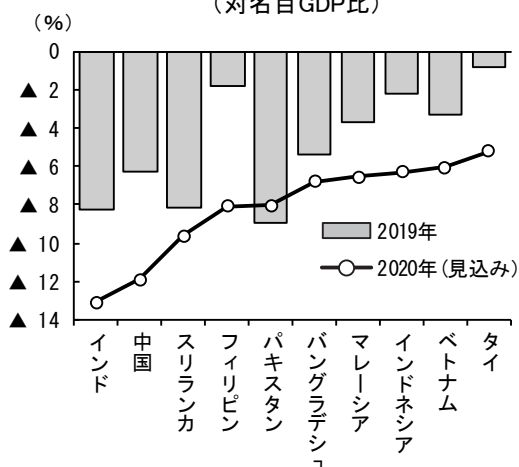 (対名目GDP比)
(%)
0
▲ 2
▲ 4
▲ 6
▲ 8
▲ 10
▲ 12
▲ 14
2019年
2020年(見込み)
インド
中国
スリランカ
フィリピン
パキスタン
バングラデシュ
マレーシア
インドネシア
ベトナム
タイ